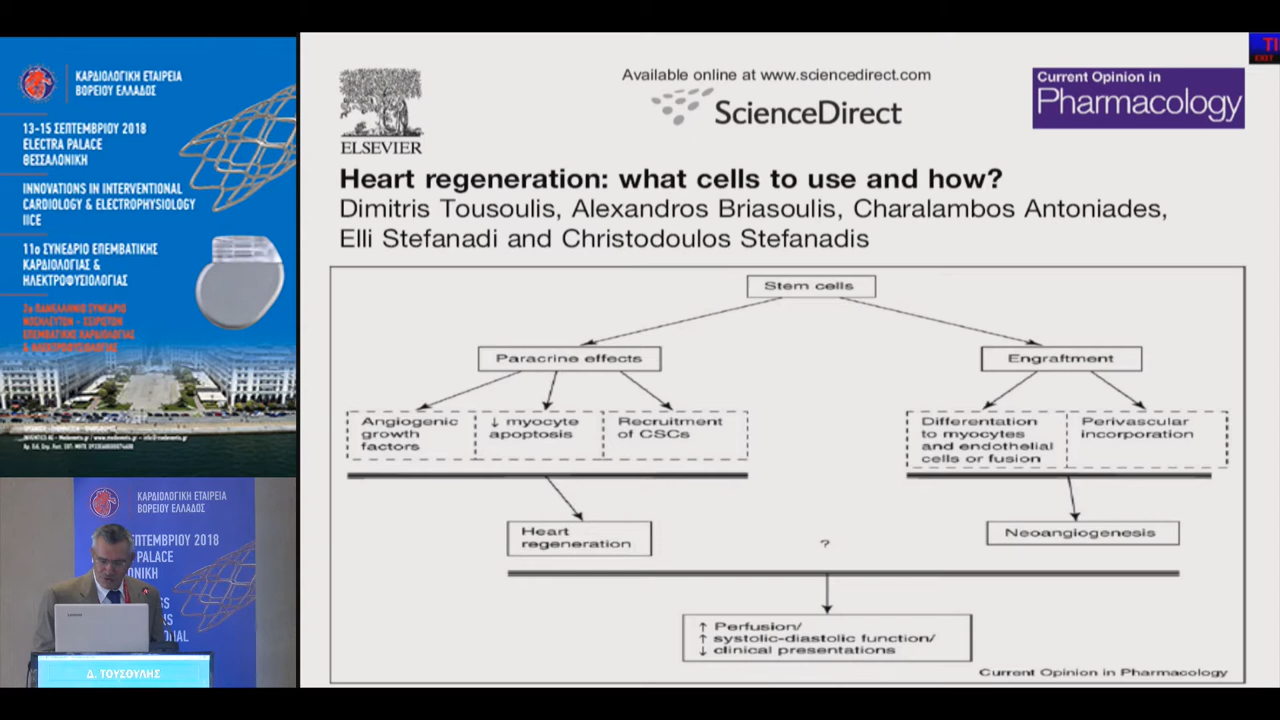 ΚΑΡΔΙΟΛΟΓΙΚΗ ΕΤΑΙΡΕΙΑ
ΒΟΡΕΙΟΥ ΕΛΛΑΔΟΣ
13-15 ΣΕΠΤΕΜΒΡΙΟΥ 2018
ELECTRA PALACE
ΘΕΣΣΑΛΟΝΙΚΗ
INNOVATIONS IN INTERVENTIONAL
CARDIOLOGY & ELECTROPHYSIOLOGY
IICE
11ο ΣΥΝΕΔΡΙΟ ΕΠΕΜΒΑΤΙΚΗΣ
ΚΑΡΔΙΟΛΟΓΙΑΣ &
ΗΛΕΚΤΡΟΦΥΣΙΟΛΟΓΙΑΣ
ΚΑΡΔΙΟΛΟΓΙΚΗ ΕΤΑΙΡΕΙΑ
ΒΟΡΕΙΟΥ ΕΛΛΑΔΟΣ
ΣΕΠΤΕΜΒΡΙΟΥ 2018
PALACE
ΟΝΙΚΗ
Δ. ΤΟΥΣΟΥΛΗΣ
TI
EXIT
ELSEVIER
Available online at www.sciencedirect.com
ScienceDirect
Current Opinion in
Pharmacology
Heart regeneration: what cells to use and how?
Dimitris Tousoulis, Alexandros Briasoulis, Charalambos Antoniades,
Elli Stefanadi and Christodoulos Stefanadis
Stem cells
Paracrine effects
Engraftment
Angiogenic
growth
factors
↓ myocyte
apoptosis
Recruitment
of CSCs
Differentation
to myocytes
and endothelial
cells or fusion
Perivascular
incorporation
Heart
regeneration
?
Neoangiogenesis
↑ Perfusion/
↑ systolic-diastolic function/
↓ clinical presentations
Current Opinion in Pharmacology